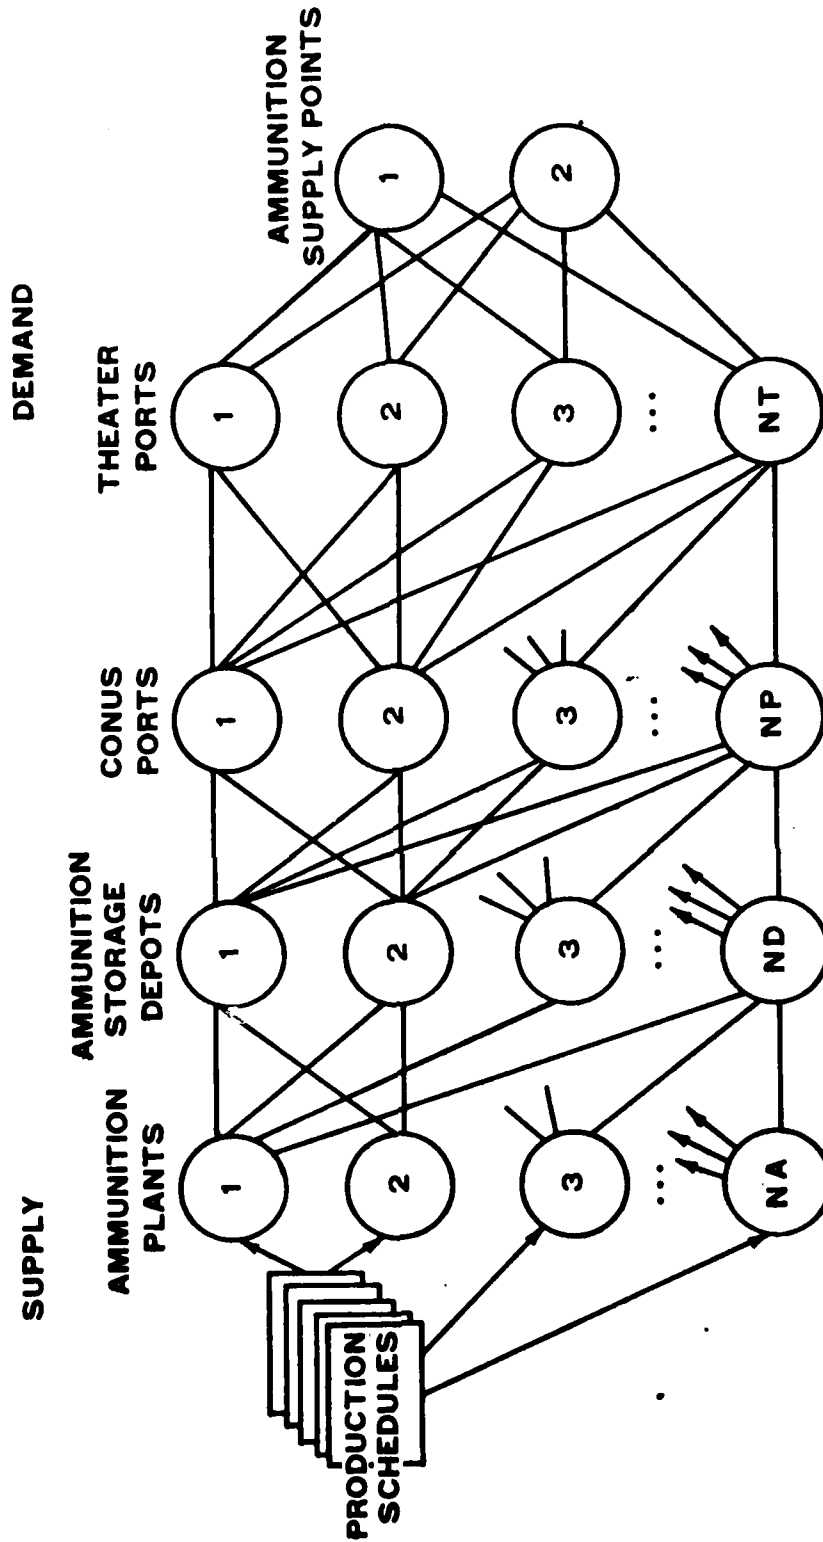 SUPPLY
DEMAND
AMMUNITION
PLANTS
AMMUNITION
STORAGE
DEPOTS
CONUS
PORTS
THEATER
PORTS
AMMUNITION
SUPPLY POINTS
PRODUCTION
SCHEDULES
1
2
3
...
NA
1
2
3
...
ND
1
2
3
...
NP
1
2
3
...
NT
1
2